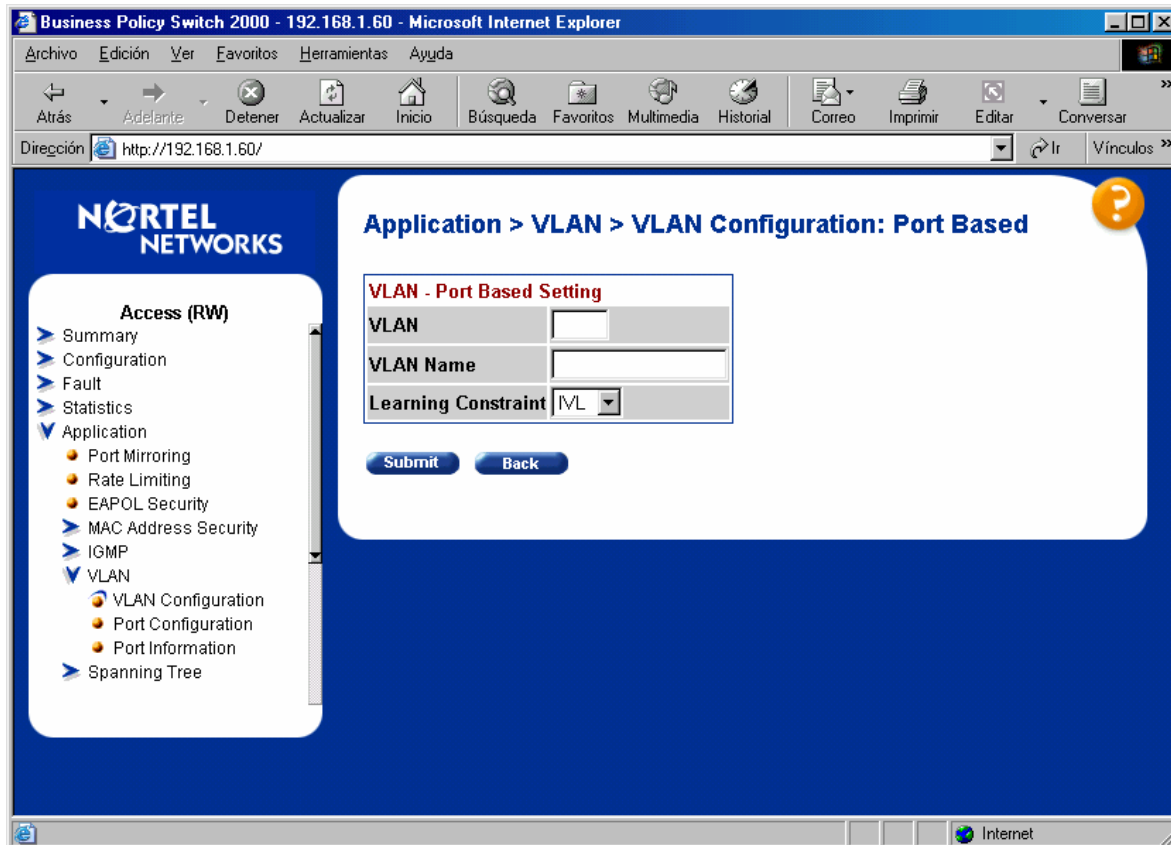 Business Policy Switch 2000 - 192.168.1.60 - Microsoft Internet Explorer
Archivo Edición Ver Favoritos Herramientas Ayuda
Atrás Adelante Detener Actualizar Inicio Búsqueda Favoritos Multimedia Historial Correo Imprimir Editar Conversar
Dirección http://192.168.1.60/ Ir Vínculos
NORTEL
NETWORKS
Application > VLAN > VLAN Configuration: Port Based
?
Access (RW)
Summary
Configuration
Fault
Statistics
Application
Port Mirroring
Rate Limiting
EAPOL Security
MAC Address Security
IGMP
VLAN
VLAN Configuration
Port Configuration
Port Information
Spanning Tree
VLAN - Port Based Setting
VLAN
VLAN Name
Learning Constraint IVL
Submit Back
Internet